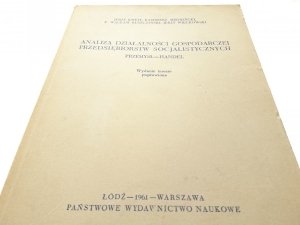 ANALIZA DZIAŁALNOŚCI GOSPODARCZEJ
PRZEDSIĘBIORSTW SOCJALISTYCZNYCH
PRZEMYSŁ—HANDEL
Wydanie trzecie
poprawione
ŁÓDŹ—1961—WARSZAWA
PAŃSTWOWE WYDAWNICTWO NAUKOWE